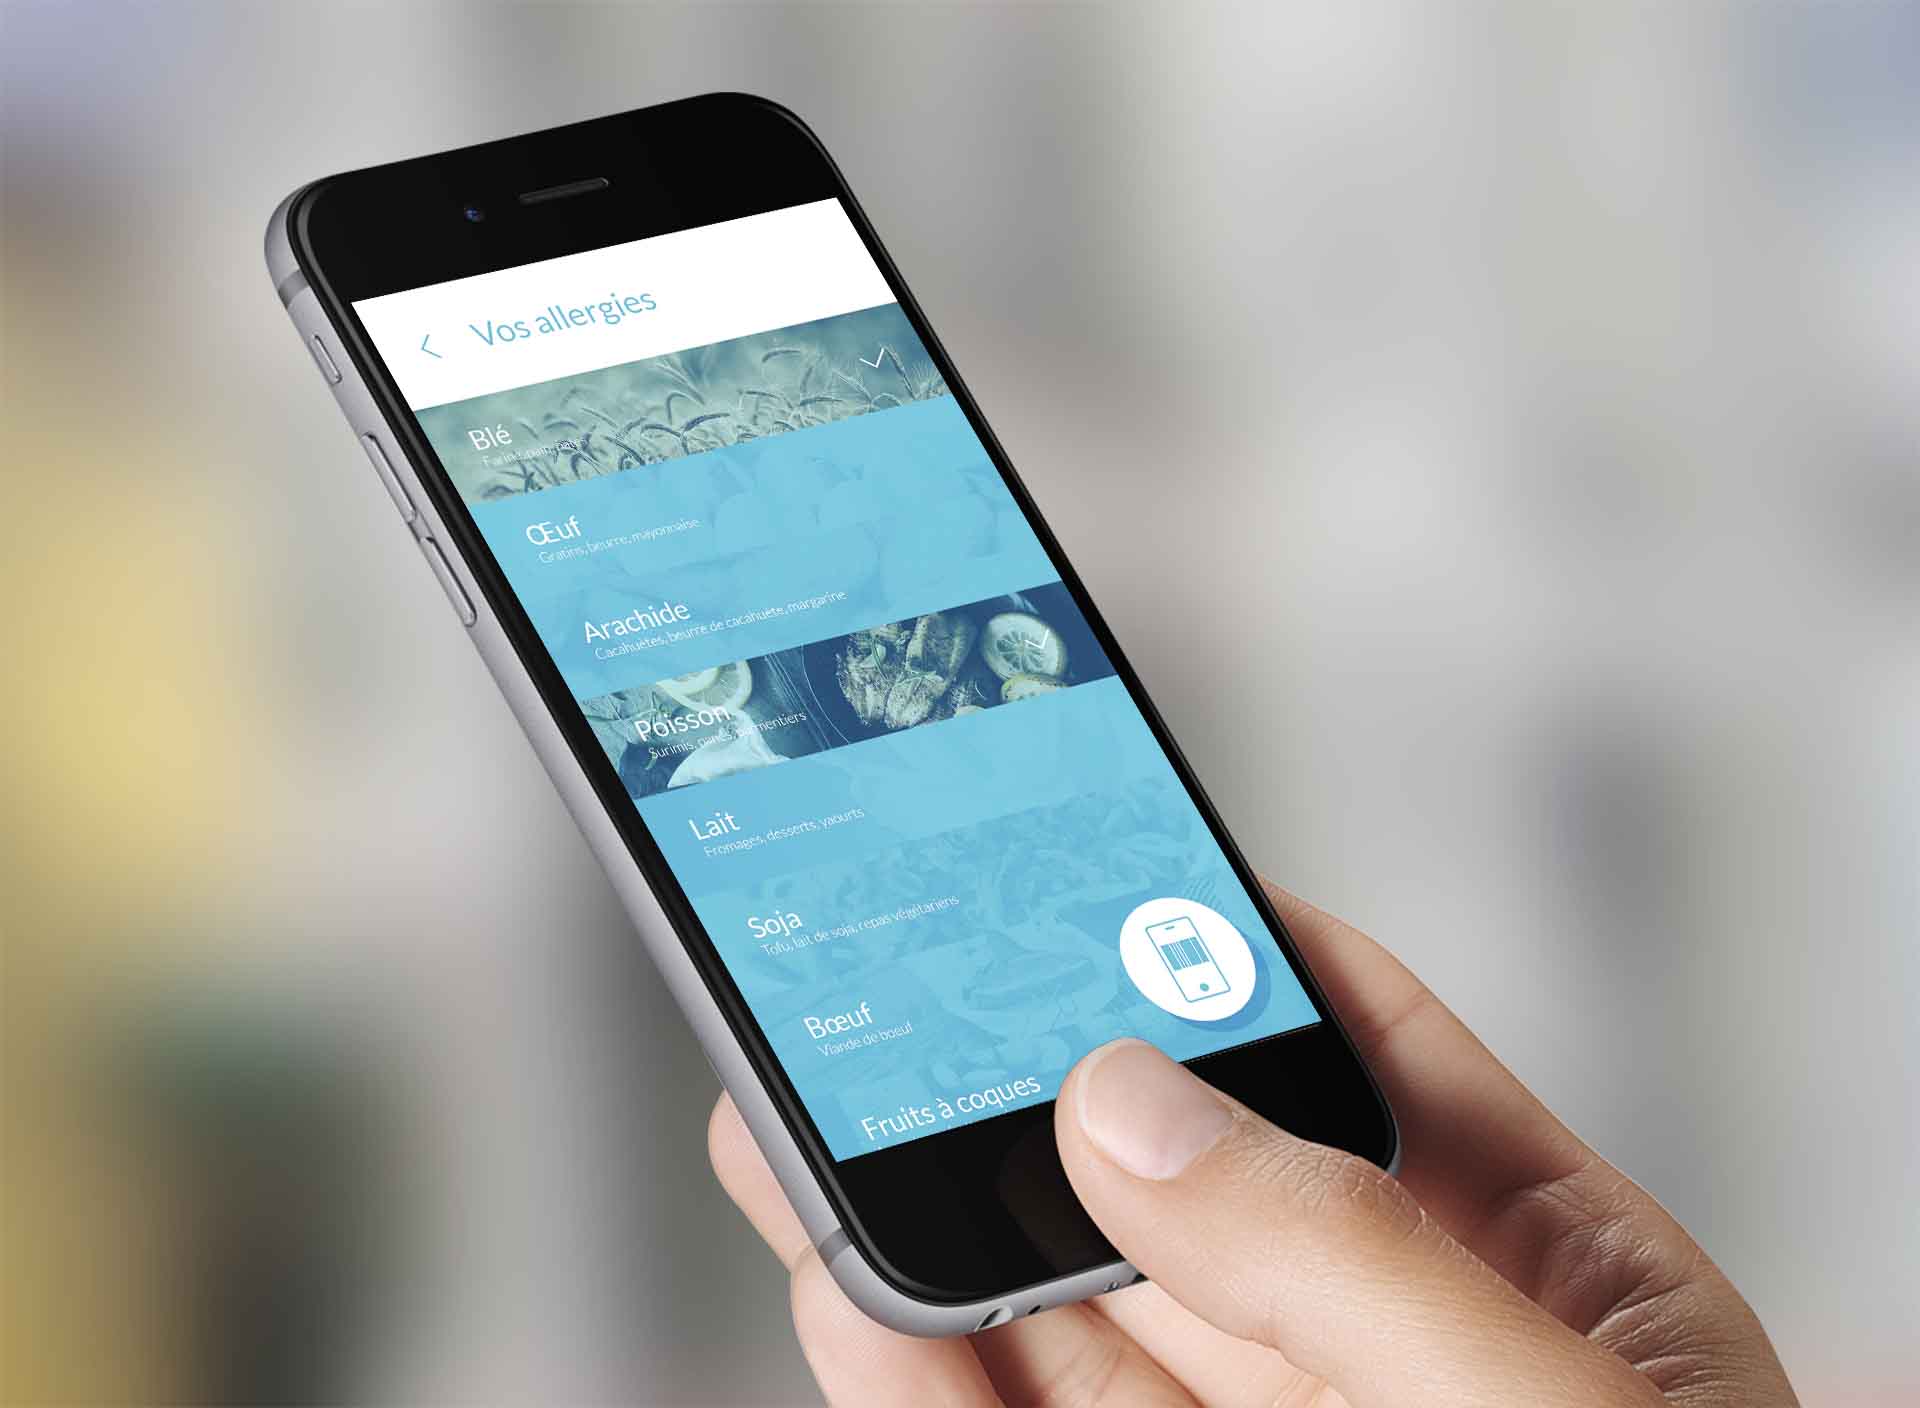 Vos allergies
Blé
Farine, pain, pâtes
Œuf
Gratins, beurre, mayonnaise
Arachide
Cacahuètes, beurre de cacahuète, margarine
Poisson
Surimis, panés, parmentiers
Lait
Fromages, desserts, yaourts
Soja
Tofu, lait de soja, repas végétariens
Bœuf
Viande de boeuf
Fruits à coques